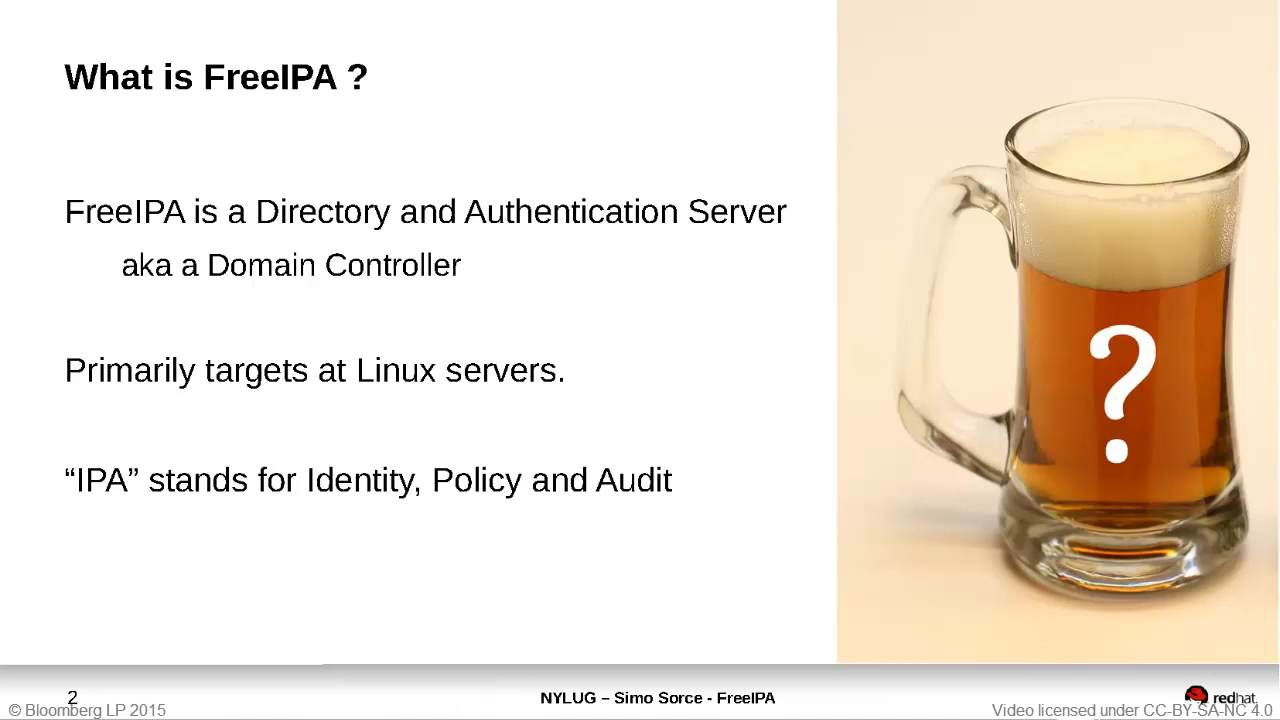 What is FreeIPA ?
FreeIPA is a Directory and Authentication Server
aka a Domain Controller
Primarily targets at Linux servers.
“IPA” stands for Identity, Policy and Audit
?
2
NYLUG – Simo Sorce - FreeIPA
redhat
© Bloomberg LP 2015
Video licensed under CC-BY-SA-NC 4.0